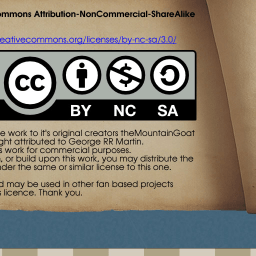 ommons Attribution-NonCommercial-ShareAlike
eativecommons.org/licenses/by-nc-sa/3.0/
cc
BY NC SA
e work to it's original creators theMountainGoat
ght attributed to George RR Martin.
s work for commercial purposes.
, or build upon this work, you may distribute the
nder the same or similar license to this one.
d may be used in other fan based projects
s licence. Thank you.